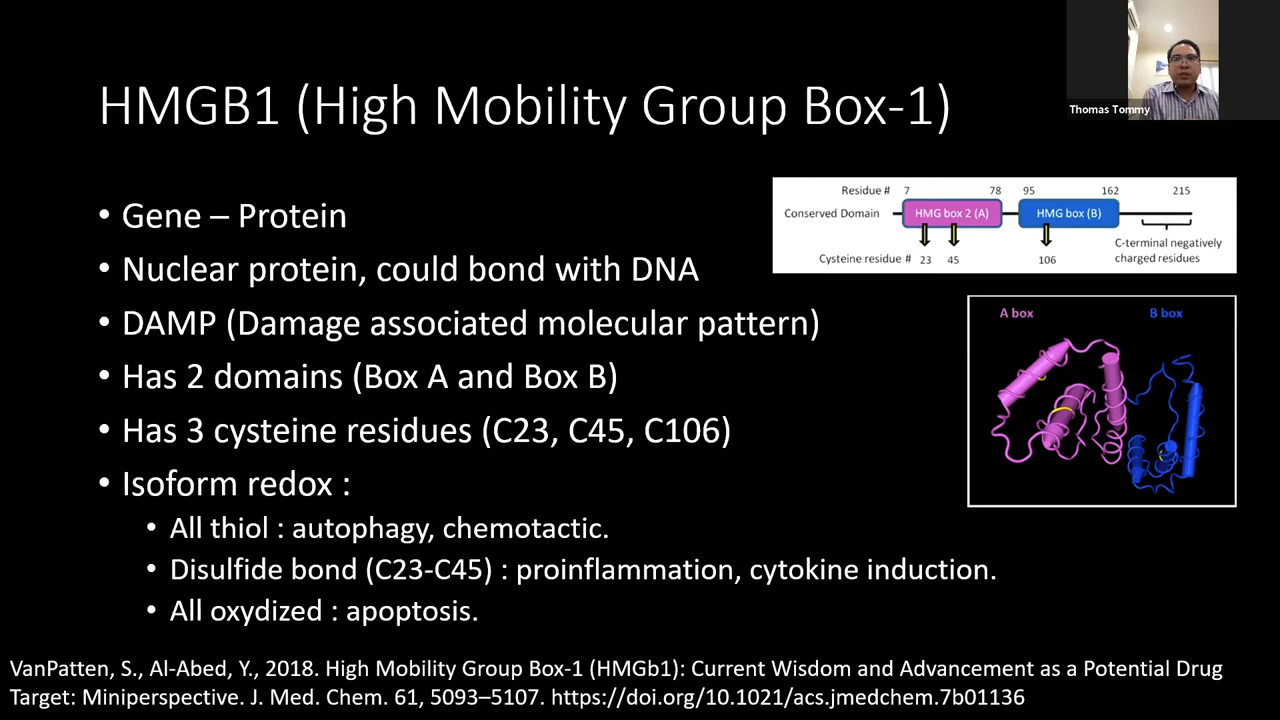 HMGB1 (High Mobility Group Box-1)
Thomas Tommy
• Gene – Protein
• Nuclear protein, could bond with DNA
• DAMP (Damage associated molecular pattern)
• Has 2 domains (Box A and Box B)
• Has 3 cysteine residues (C23, C45, C106)
• Isoform redox :
• All thiol : autophagy, chemotactic.
• Disulfide bond (C23-C45) : proinflammation, cytokine induction.
• All oxydized : apoptosis.
Residue # 7 78 95 162 215
Conserved Domain HMG box 2 (A) HMG box (B)
C-terminal negatively
charged residues
Cysteine residue # 23 45 106
A box B box
VanPatten, S., Al-Abed, Y., 2018. High Mobility Group Box-1 (HMGb1): Current Wisdom and Advancement as a Potential Drug
Target: Miniperspective. J. Med. Chem. 61, 5093–5107. https://doi.org/10.1021/acs.jmedchem.7b01136